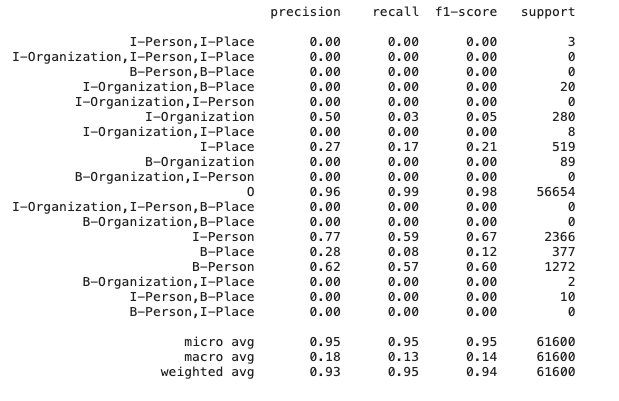 precision recall f1-score support
I-Person,I-Place 0.00 0.00 0.00 3
I-Organization,I-Person,I-Place 0.00 0.00 0.00 0
B-Person,B-Place 0.00 0.00 0.00 0
I-Organization,B-Place 0.00 0.00 0.00 20
I-Organization,I-Person 0.00 0.00 0.00 0
I-Organization 0.50 0.03 0.05 280
I-Organization,I-Place 0.00 0.00 0.00 8
I-Place 0.27 0.17 0.21 519
B-Organization 0.00 0.00 0.00 89
B-Organization,I-Person 0.00 0.00 0.00 0
O 0.96 0.99 0.98 56654
I-Organization,I-Person,B-Place 0.00 0.00 0.00 0
B-Organization,B-Place 0.00 0.00 0.00 0
I-Person 0.77 0.59 0.67 2366
B-Place 0.28 0.08 0.12 377
B-Person 0.62 0.57 0.60 1272
B-Organization,I-Place 0.00 0.00 0.00 2
I-Person,B-Place 0.00 0.00 0.00 10
B-Person,I-Place 0.00 0.00 0.00 0
micro avg 0.95 0.95 0.95 61600
macro avg 0.18 0.13 0.14 61600
weighted avg 0.93 0.95 0.94 61600